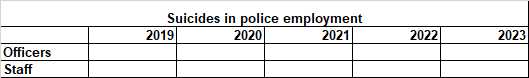 Suicides in police employment
2019 2020 2021 2022 2023
Officers
Staff